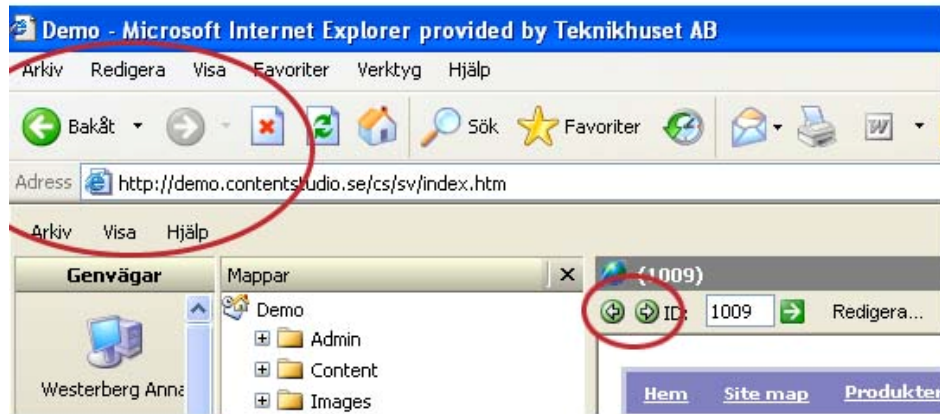 Demo - Microsoft Internet Explorer provided by Teknikhuset AB
Arkiv Redigera Visa Favoriter Verktyg Hjälp
Bakåt Sök Favoriter W
Adress http://demo.contentstudio.se/cs/sv/index.htm
Arkiv Visa Hjälp
Genvägar Mappar (1009)
Demo ID: 1009 Redigera...
Admin
Content
Westerberg Anna Hem Site map Produkter
Images